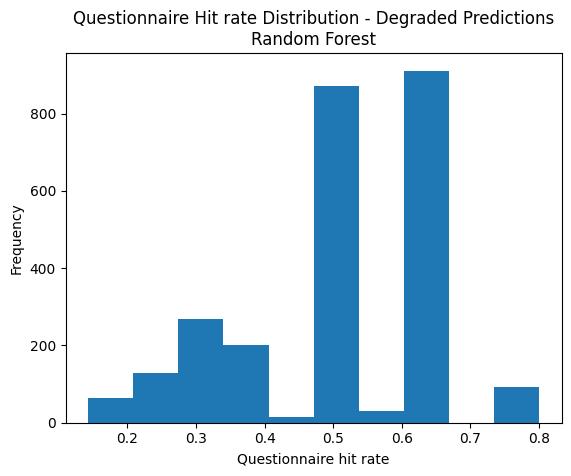 Questionnaire Hit rate Distribution - Degraded Predictions
Random Forest
Frequency
800
600
400
200
0
0.2 0.3 0.4 0.5 0.6 0.7 0.8
Questionnaire hit rate